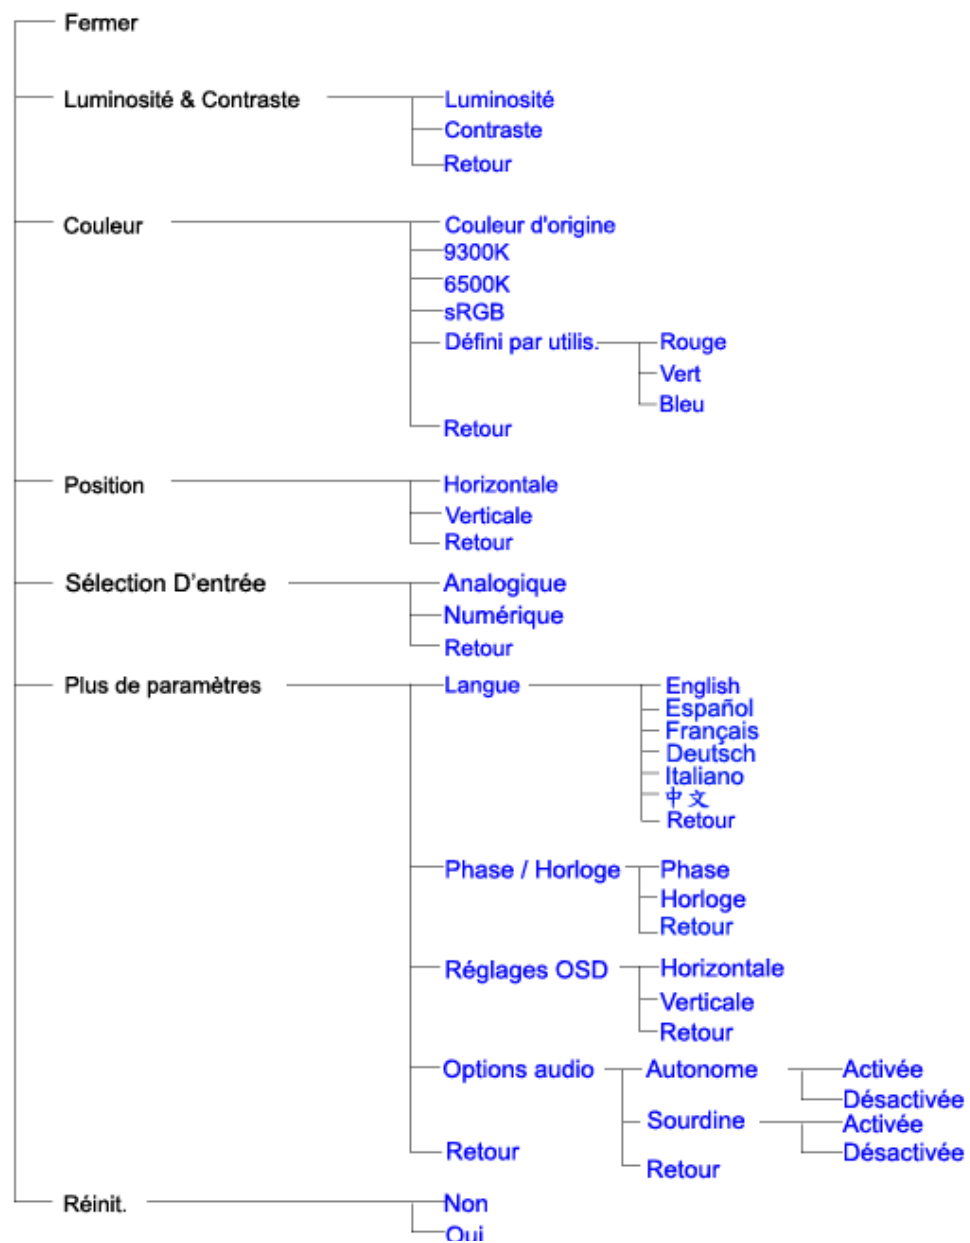 Fermer
Luminosité & Contraste Luminosité
Contraste
Retour
Couleur Couleur d'origine
9300K
6500K
sRGB
Défini par utilis. Rouge
Vert
Bleu
Retour
Position Horizontale
Verticale
Retour
Sélection D’entrée Analogique
Numérique
Retour
Plus de paramètres Langue English
Español
Français
Deutsch
Italiano
中文
Retour
Phase / Horloge Phase
Horloge
Retour
Réglages OSD Horizontale
Verticale
Retour
Options audio Autonome Activée
Désactivée
Sourdine Activée
Désactivée
Retour Retour
Réinit. Non
Oui